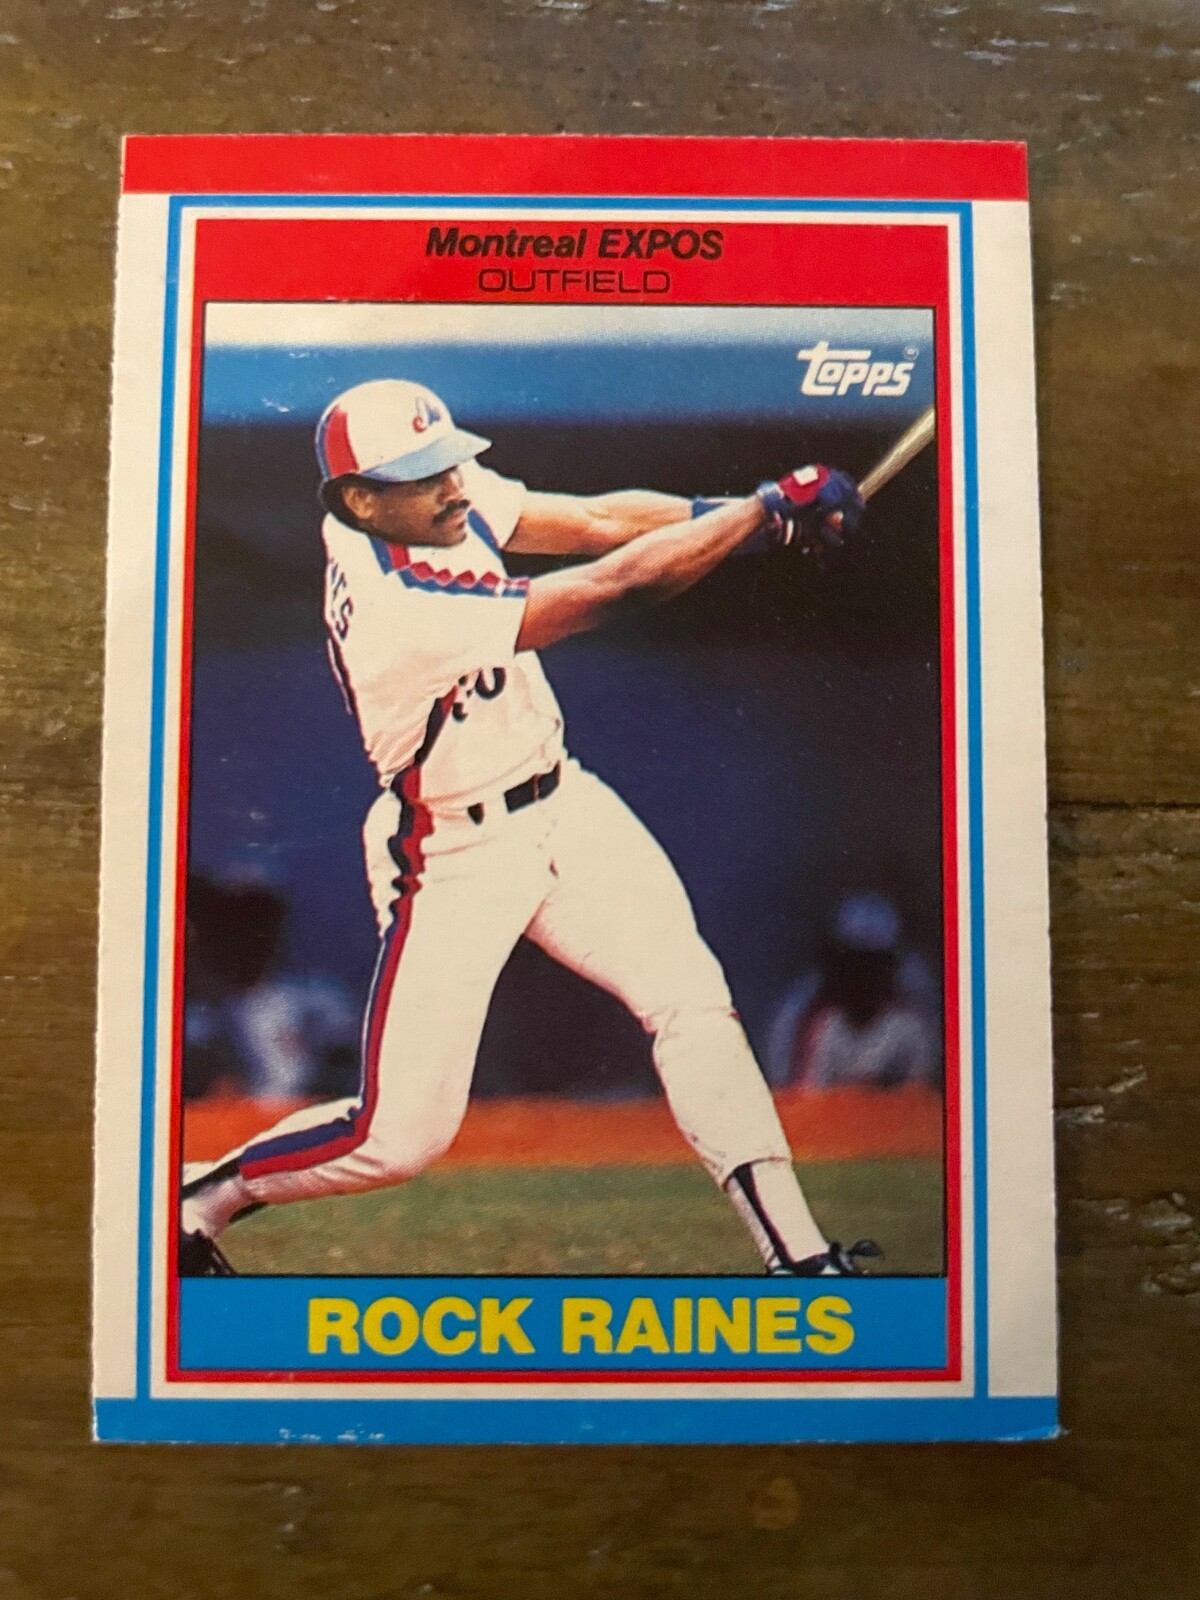 Montreal EXPOS
OUTFIELD
TOPPS®
ROCK RAINES